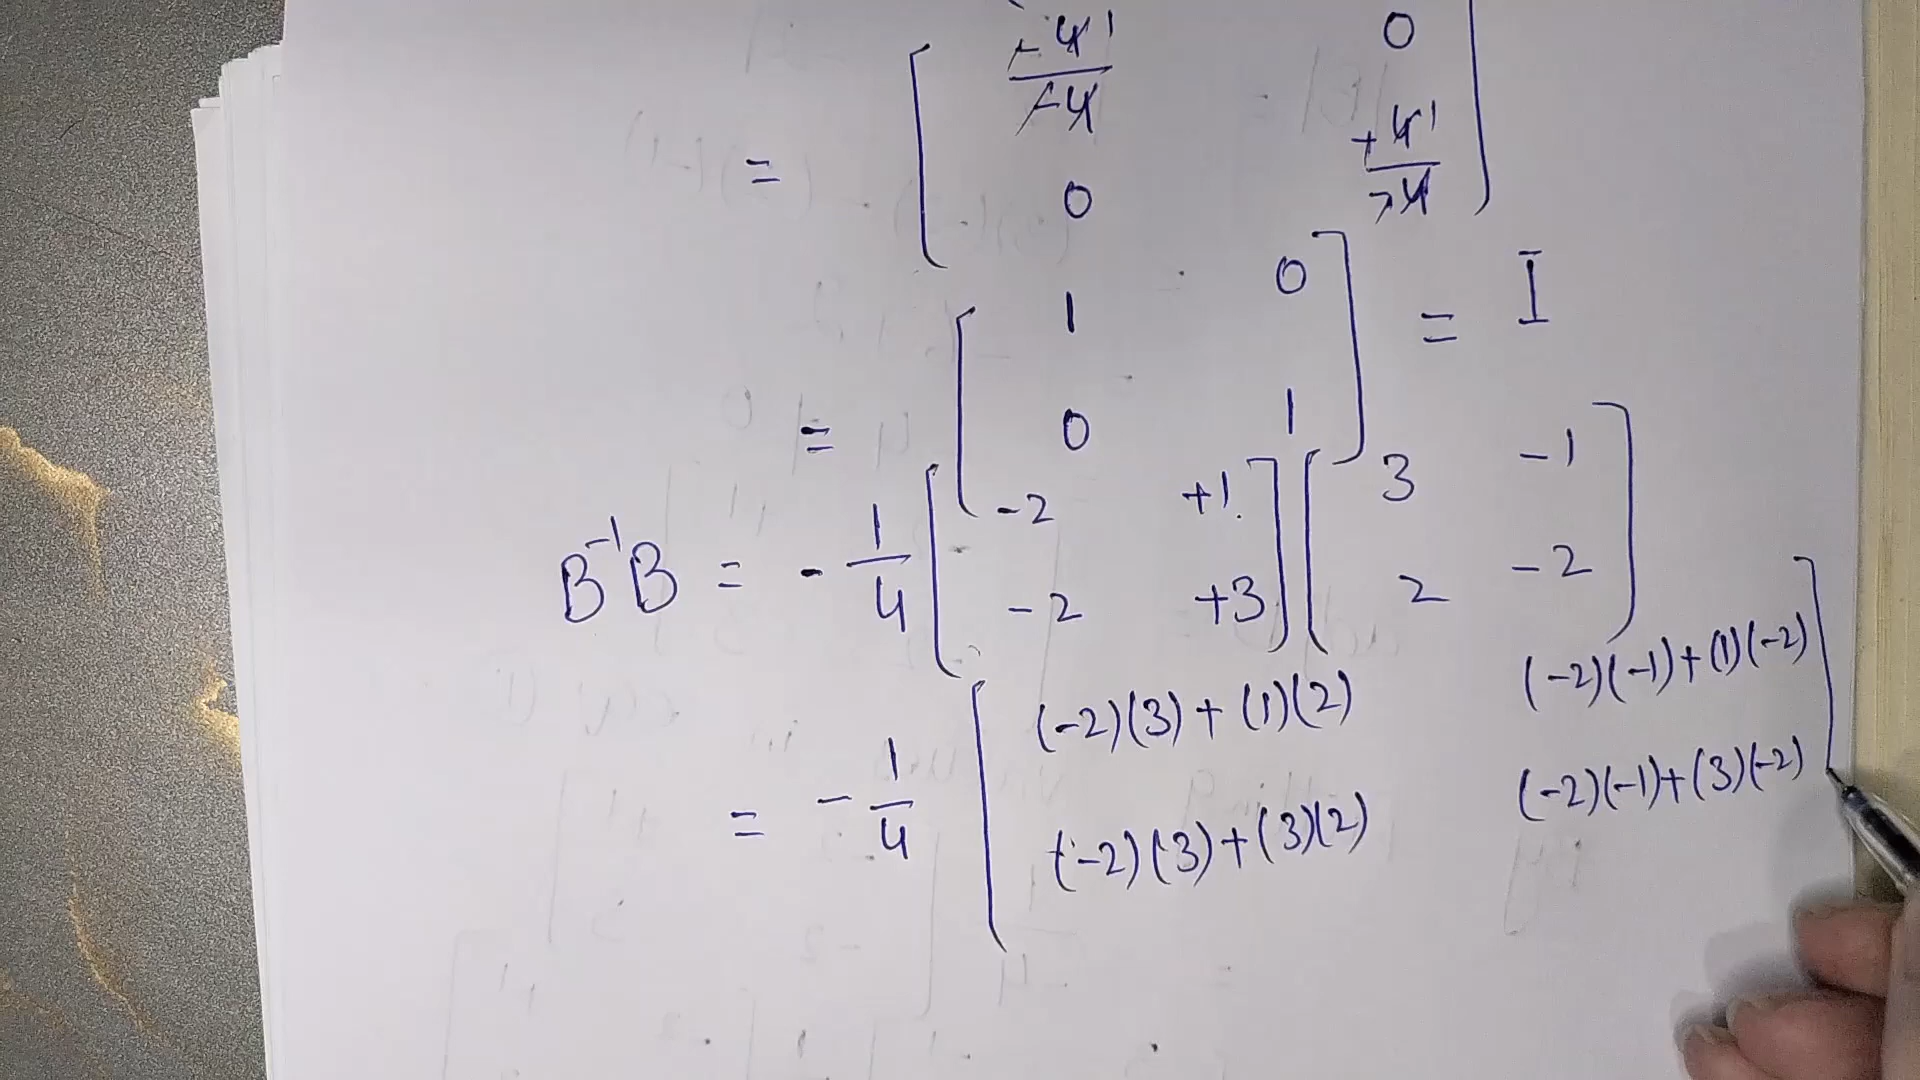 = [ -4/-4 0
0 +4/+4 ]
= [ 1 0
0 1 ] = I
B⁻¹B = - 1/4 [ -2 +1
-2 +3 ] [ 3 -1
2 -2 ]
= - 1/4 [ (-2)(3)+(1)(2) (-2)(-1)+(1)(-2)
(-2)(3)+(3)(2) (-2)(-1)+(3)(-2) ]